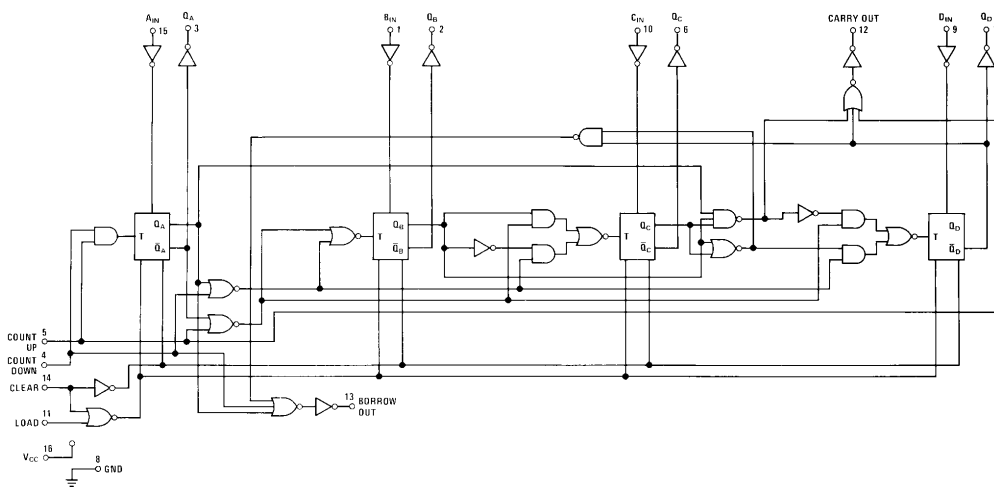 A_IN Q_A B_IN Q_B C_IN Q_C CARRY OUT D_IN Q_D
15 3 1 2 10 6 12 9
Q_A Q_B Q_C Q_D
T T T T
Q̄_A Q̄_B Q̄_C Q̄_D
COUNT UP 5
COUNT DOWN 4
CLEAR 14
LOAD 11
13 BORROW OUT
V_CC 16
8 GND